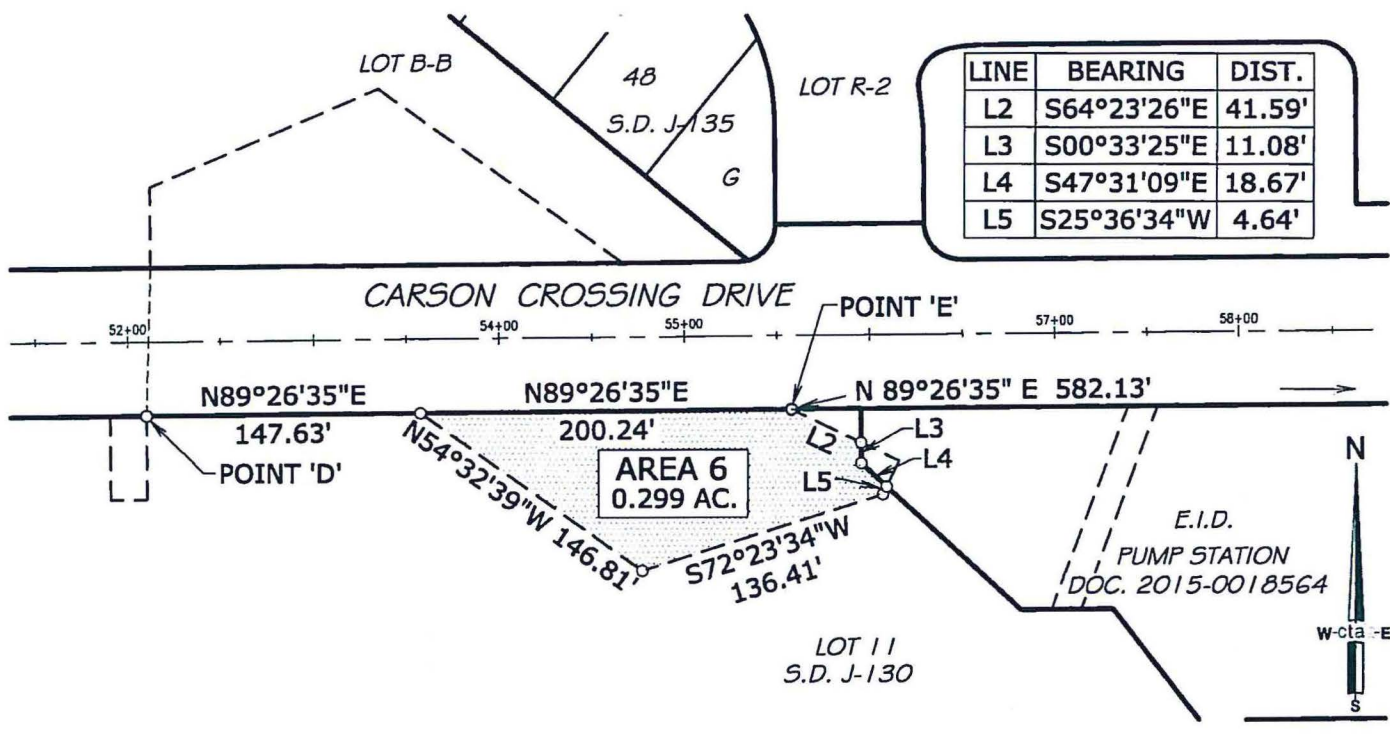 LOT B-B
48
S.D. J-135
G
LOT R-2
LINE BEARING DIST.
L2 S64°23'26"E 41.59'
L3 S00°33'25"E 11.08'
L4 S47°31'09"E 18.67'
L5 S25°36'34"W 4.64'
CARSON CROSSING DRIVE
POINT 'E'
52+00
54+00
55+00
57+00
58+00
N89°26'35"E
147.63'
N89°26'35"E
200.24'
N 89°26'35" E 582.13'
POINT 'D'
N54°32'39"W 146.81'
AREA 6
0.299 AC.
L2
L3
L4
L5
S72°23'34"W
136.41'
E.I.D.
PUMP STATION
DOC. 2015-0018564
LOT 11
S.D. J-130
N
W-cta-E
S